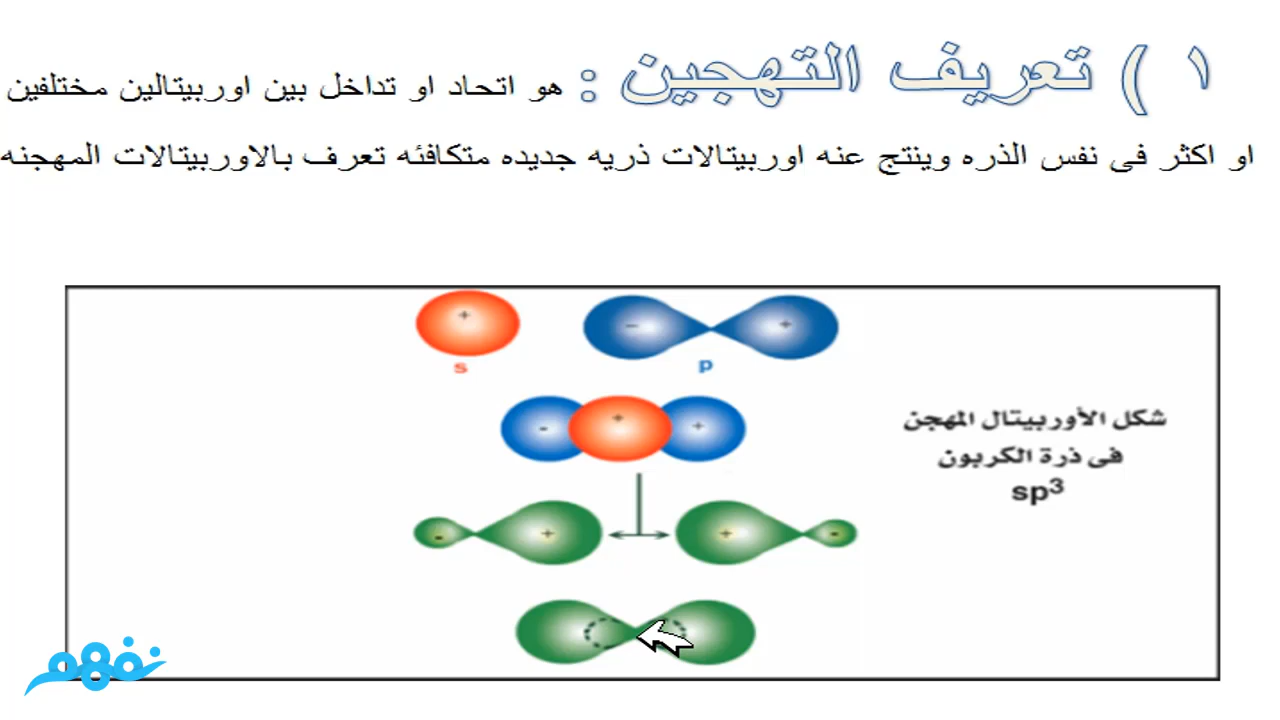 ١ ) تعريف التهجين : هو اتحاد او تداخل بين اوربيتالين مختلفين
او اكثر فى نفس الذره وينتج عنه اوربيتالات ذريه جديده متكافئه تعرف بالاوربيتالات المهجنه
+
- +
s
p
- + +
شكل الأوربيتال المهجن
فى ذرة الكربون
sp³
- + + -
نفهم